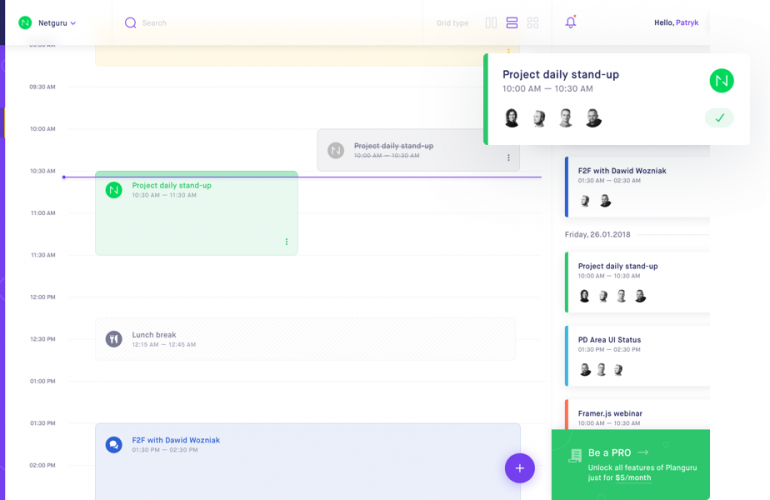 Netguru
Search
Grid type
Hello, Patryk
09:00 AM
09:30 AM
10:00 AM
Project daily stand-up
10:00 AM — 10:30 AM
10:30 AM
Project daily stand-up
10:30 AM — 11:30 AM
11:00 AM
11:30 AM
12:00 PM
Lunch break
12:15 AM — 12:45 AM
12:30 PM
01:00 PM
01:30 PM
F2F with Dawid Wozniak
01:30 PM — 02:30 PM
02:00 PM
Project daily stand-up
10:00 AM — 10:30 AM
F2F with Dawid Wozniak
01:30 AM — 02:30 AM
Friday, 26.01.2018
Project daily stand-up
10:00 AM — 10:30 AM
PD Area UI Status
01:30 PM — 02:30 PM
Framer.js webinar
10:00 AM — 10:30 AM
Be a PRO →
Unlock all features of Planguru
just for $5/month